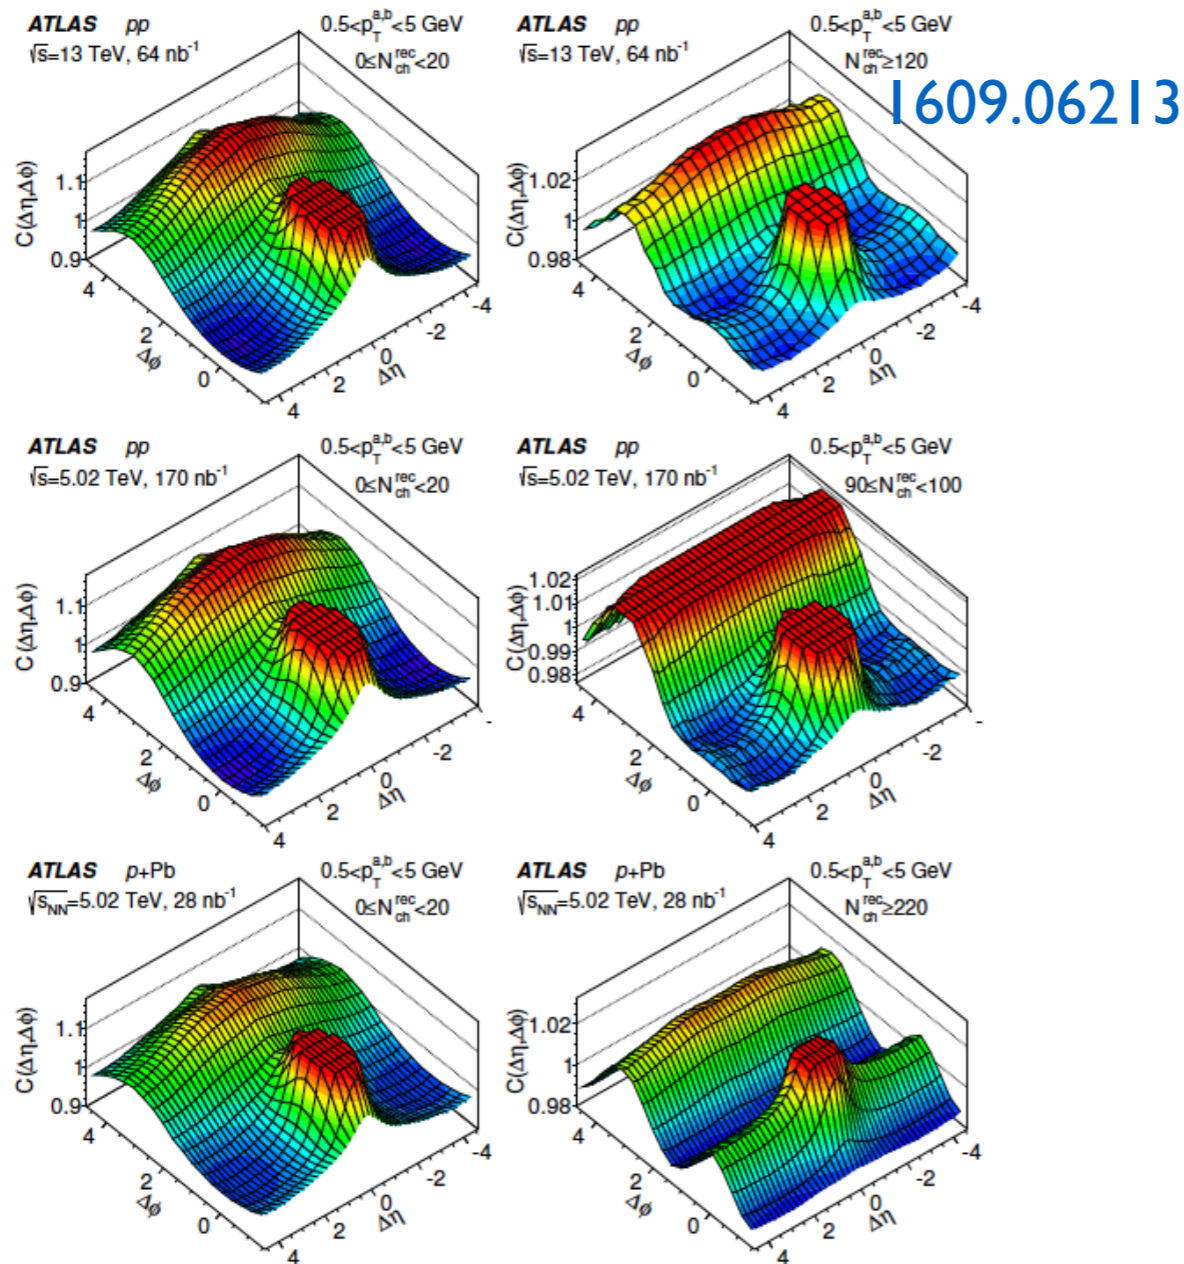 ATLAS pp
√s=13 TeV, 64 nb⁻¹
0.5<p_T^{a,b}<5 GeV
0≤N_ch^rec<20
C(Δη,Δϕ)
1.1
1
0.9
4
2
0
Δϕ
4
2
0
-2
-4
Δη
ATLAS pp
√s=13 TeV, 64 nb⁻¹
0.5<p_T^{a,b}<5 GeV
N_ch^rec≥120
1609.06213
C(Δη,Δϕ)
1.02
1
0.98
4
2
0
Δϕ
4
2
0
-2
-4
Δη
ATLAS pp
√s=5.02 TeV, 170 nb⁻¹
0.5<p_T^{a,b}<5 GeV
0≤N_ch^rec<20
C(Δη,Δϕ)
1.1
1
0.9
4
2
0
Δϕ
4
2
0
-2
-
Δη
ATLAS pp
√s=5.02 TeV, 170 nb⁻¹
0.5<p_T^{a,b}<5 GeV
90≤N_ch^rec<100
C(Δη,Δϕ)
1.02
1.01
1
0.99
0.98
4
2
0
Δϕ
4
2
0
-2
-
Δη
ATLAS p+Pb
√s_NN=5.02 TeV, 28 nb⁻¹
0.5<p_T^{a,b}<5 GeV
0≤N_ch^rec<20
C(Δη,Δϕ)
1.1
1
0.9
4
2
0
Δϕ
4
2
0
-2
-4
Δη
ATLAS p+Pb
√s_NN=5.02 TeV, 28 nb⁻¹
0.5<p_T^{a,b}<5 GeV
N_ch^rec≥220
C(Δη,Δϕ)
1.02
1
0.98
4
2
0
Δϕ
4
2
0
-2
-4
Δη